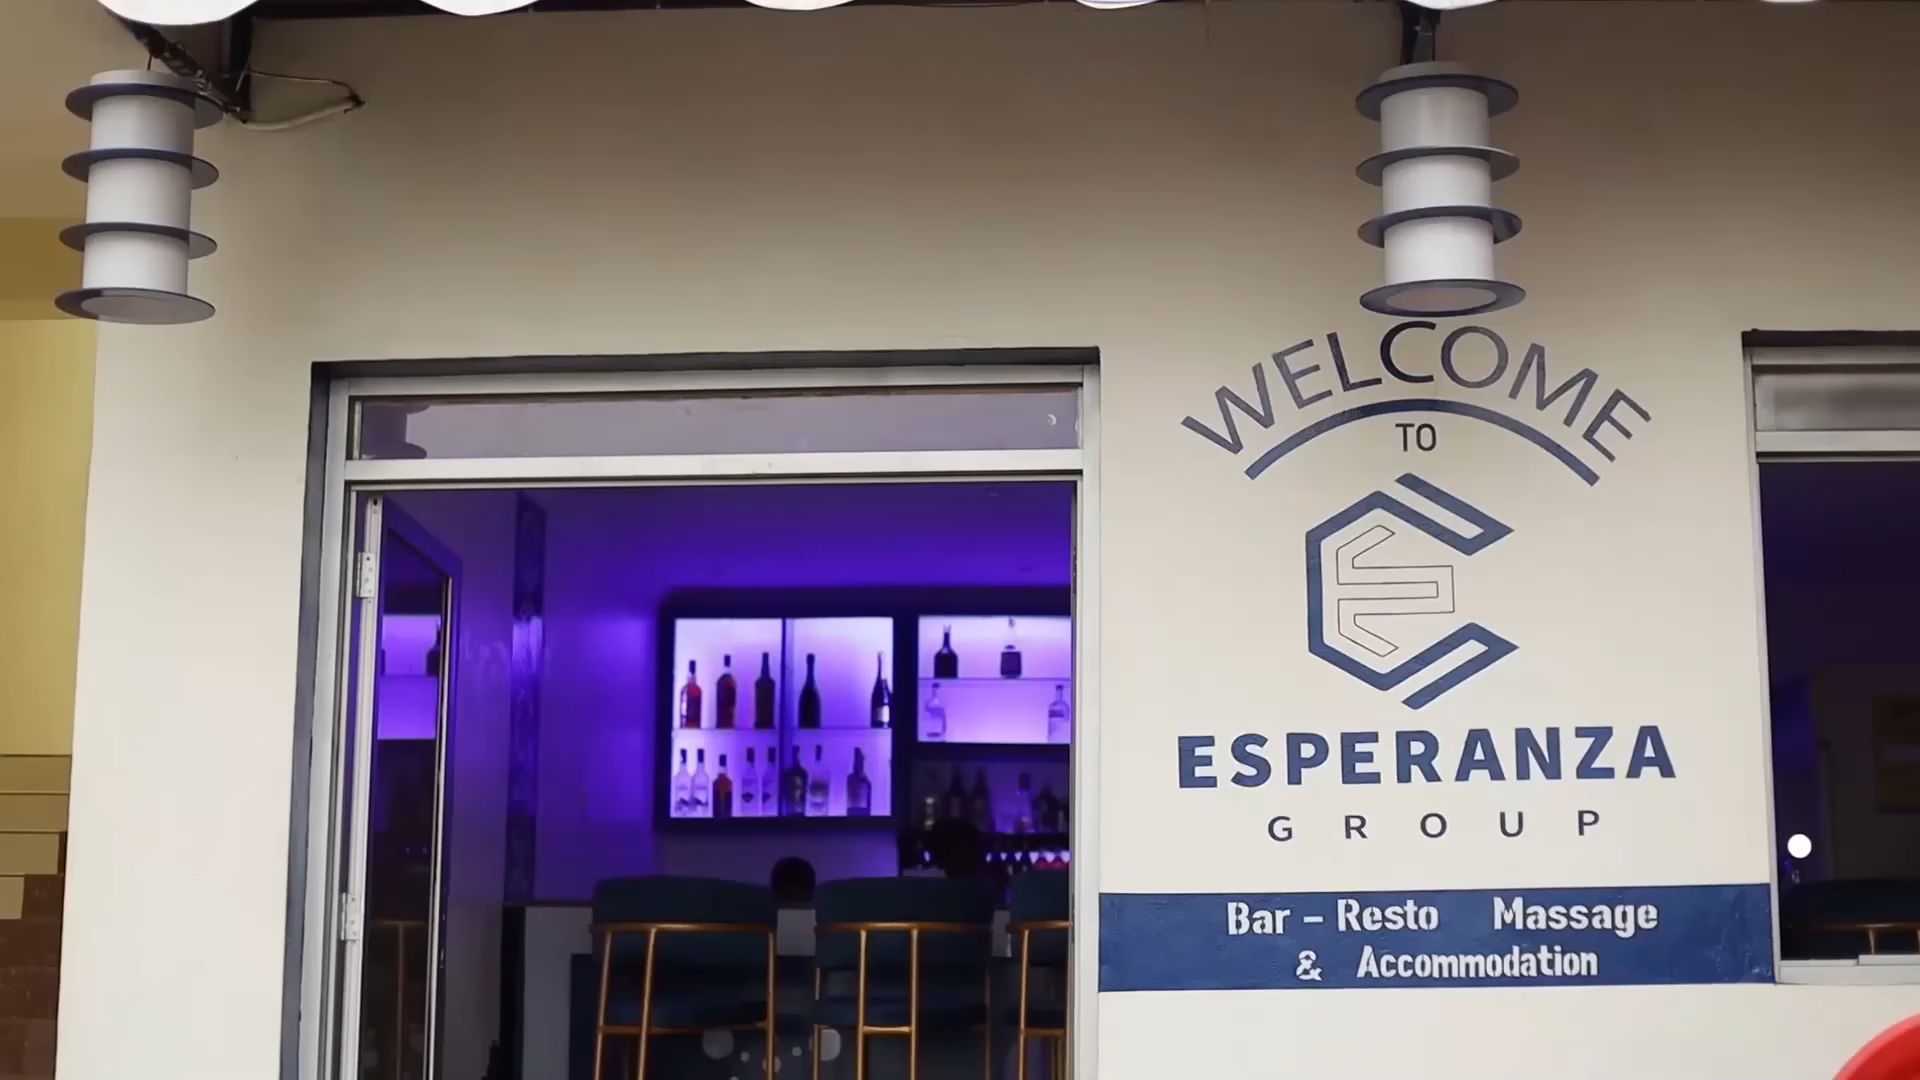 WELCOME
TO
ESPERANZA
GROUP
Bar - Resto Massage
& Accommodation